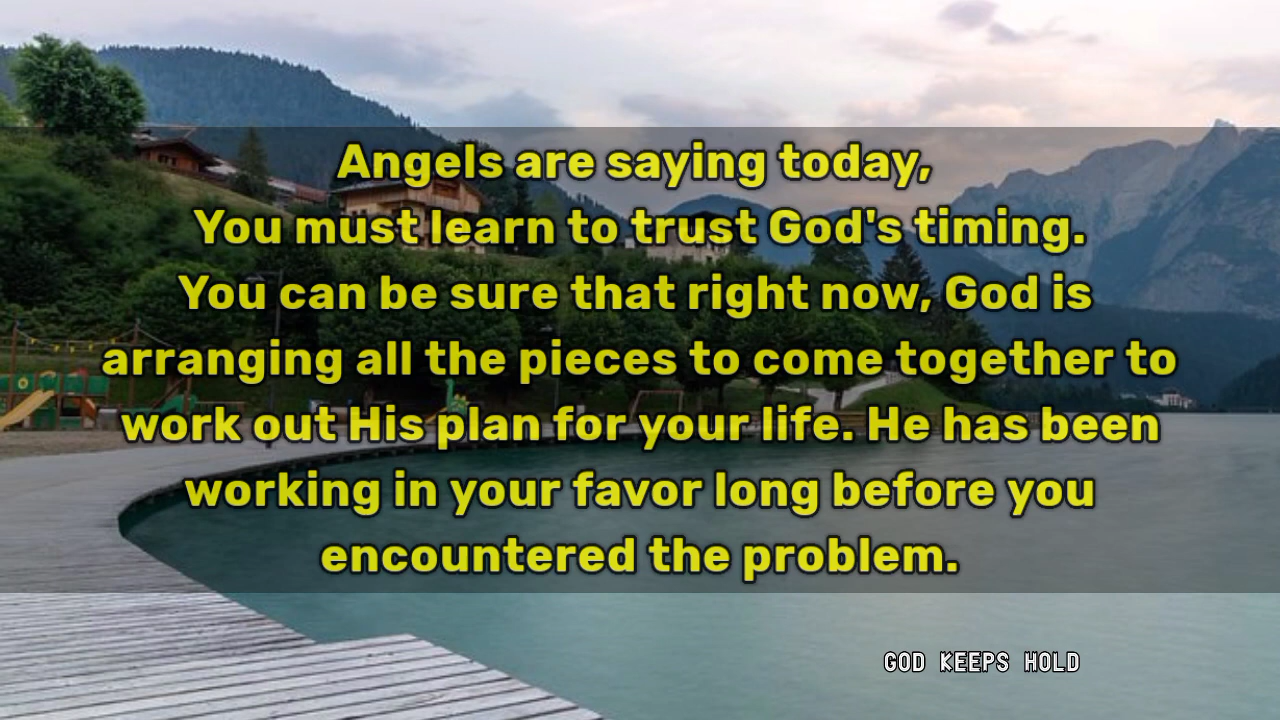 Angels are saying today,
You must learn to trust God's timing.
You can be sure that right now, God is
arranging all the pieces to come together to
work out His plan for your life. He has been
working in your favor long before you
encountered the problem.
GOD KEEPS HOLD